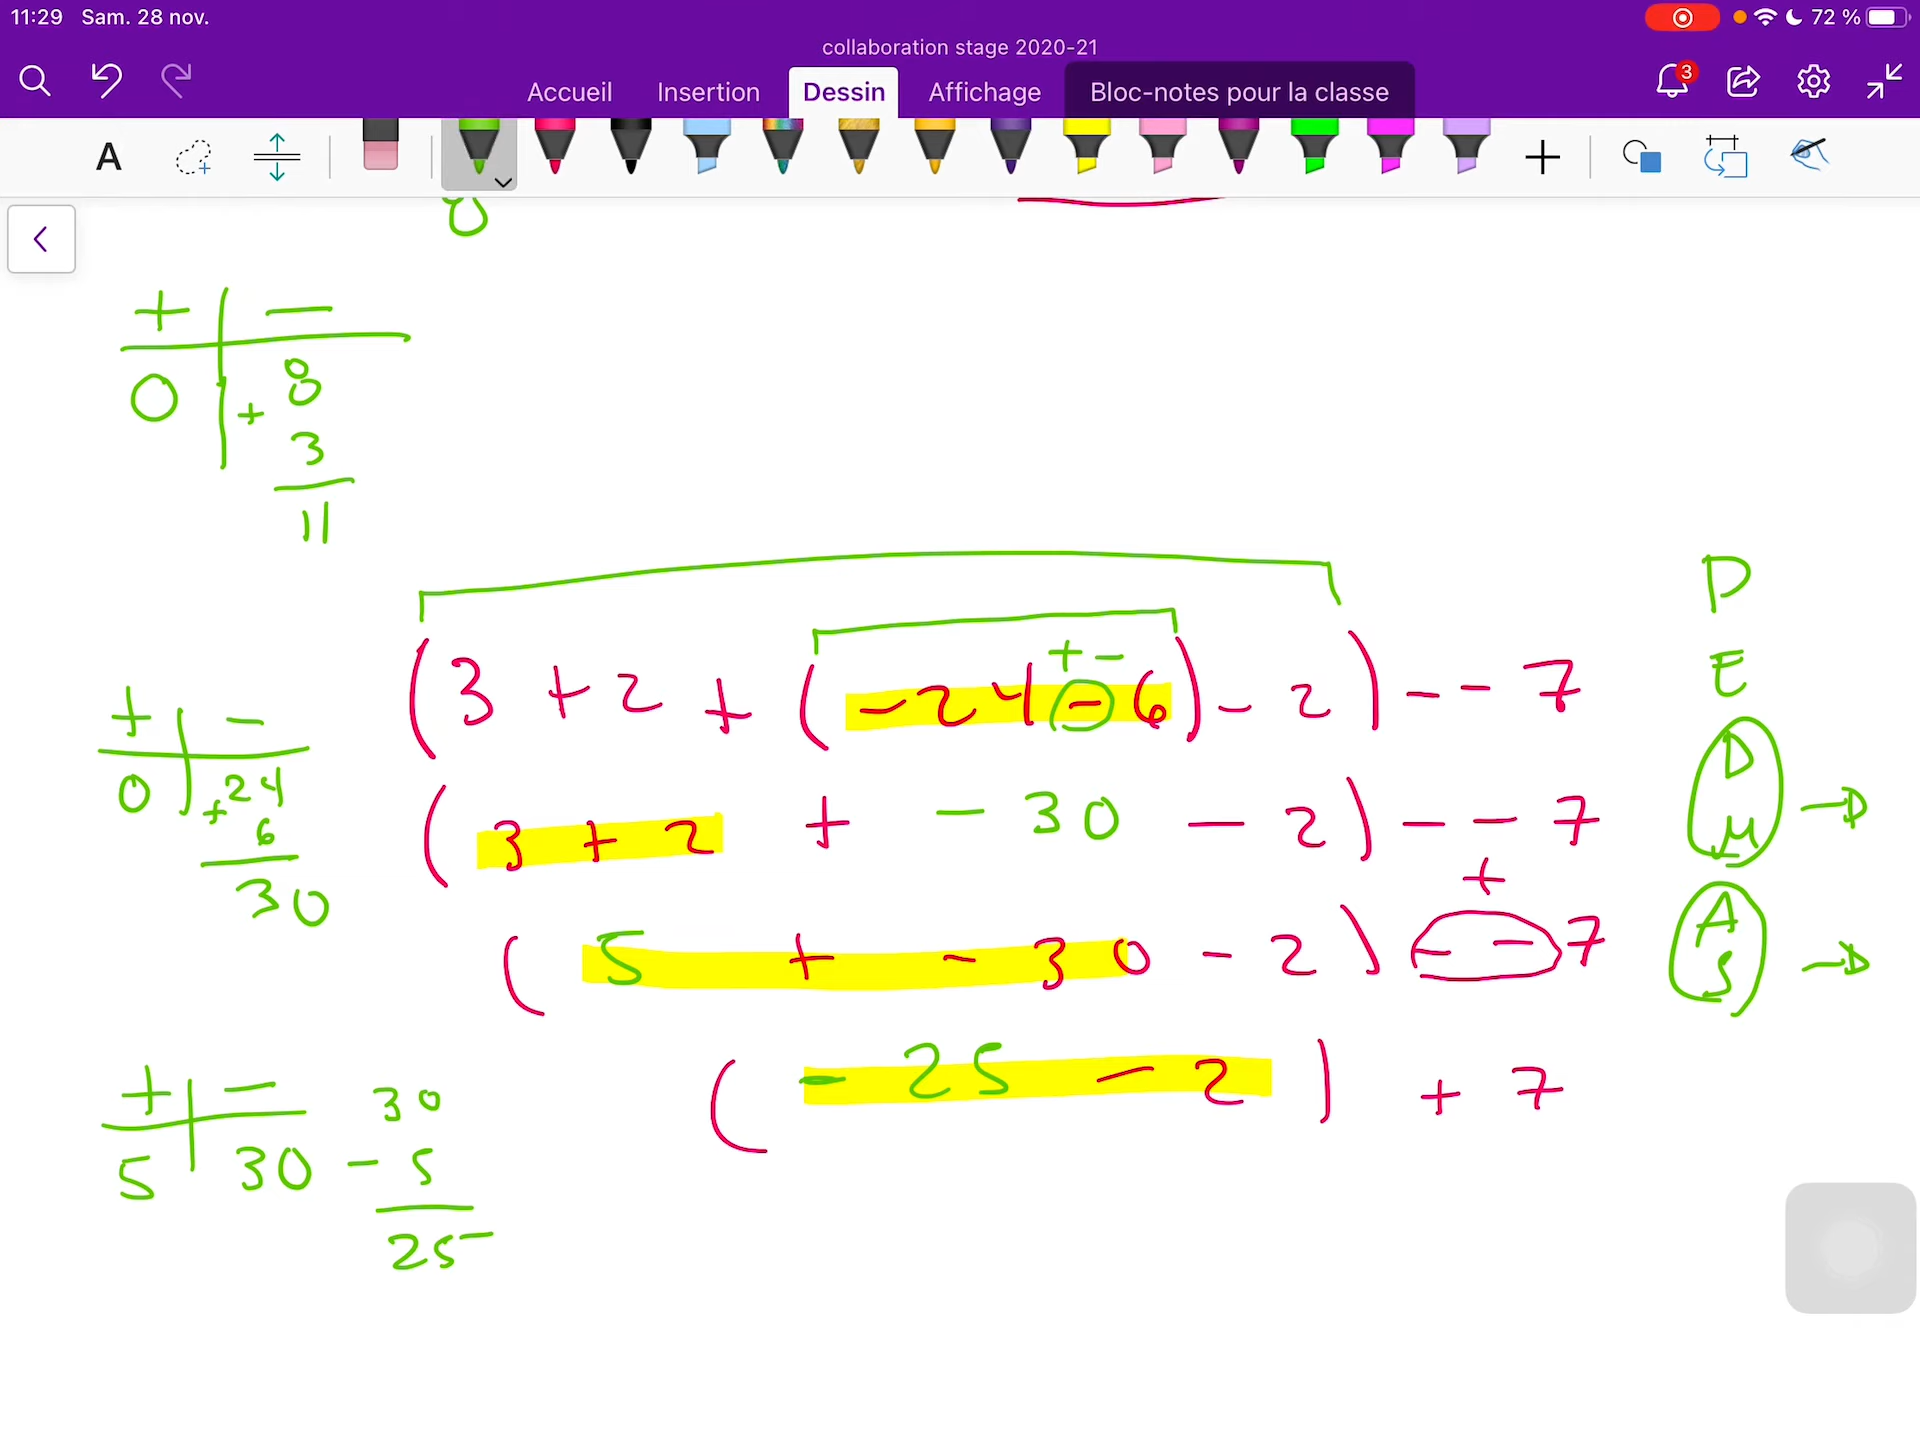 11:29 Sam. 28 nov.
72 %
collaboration stage 2020-21
Accueil Insertion Dessin Affichage Bloc-notes pour la classe
3
A
8
+ | −
0 | + 8
3
11
(3 + 2 + (−24 − 6) − 2) − − 7
+ −
+ | −
0 | + 24
6
30
(3 + 2 + − 30 − 2) − − 7
+
(5 + − 30 − 2) − − 7
(− 25 − 2) + 7
+ | −
5 | 30
30
− 5
25 −
P
E
D
M
A
S